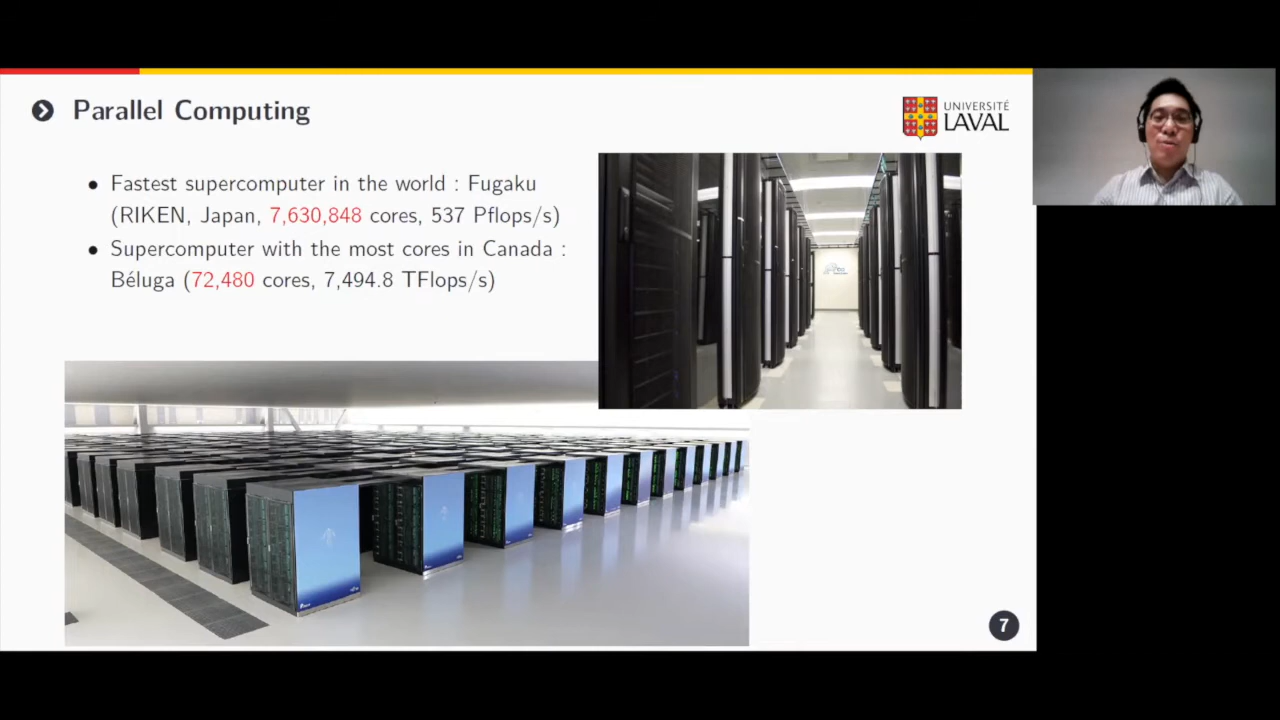 Parallel Computing
UNIVERSITÉ
LAVAL
Fastest supercomputer in the world : Fugaku
(RIKEN, Japan, 7,630,848 cores, 537 Pflops/s)
Supercomputer with the most cores in Canada :
Béluga (72,480 cores, 7,494.8 TFlops/s)
7